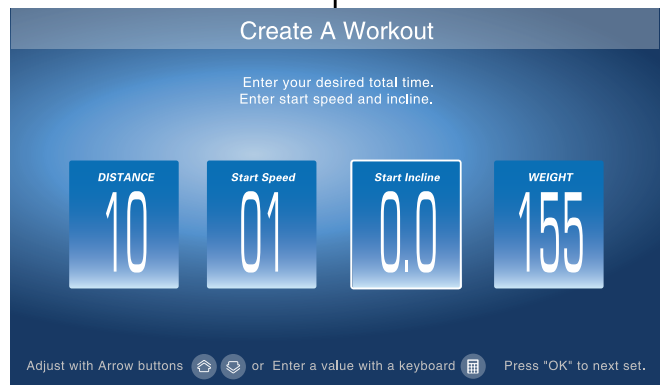 Create A Workout
Enter your desired total time.
Enter start speed and incline.
DISTANCE
10
Start Speed
01
Start Incline
0.0
WEIGHT
155
Adjust with Arrow buttons or Enter a value with a keyboard Press "OK" to next set.